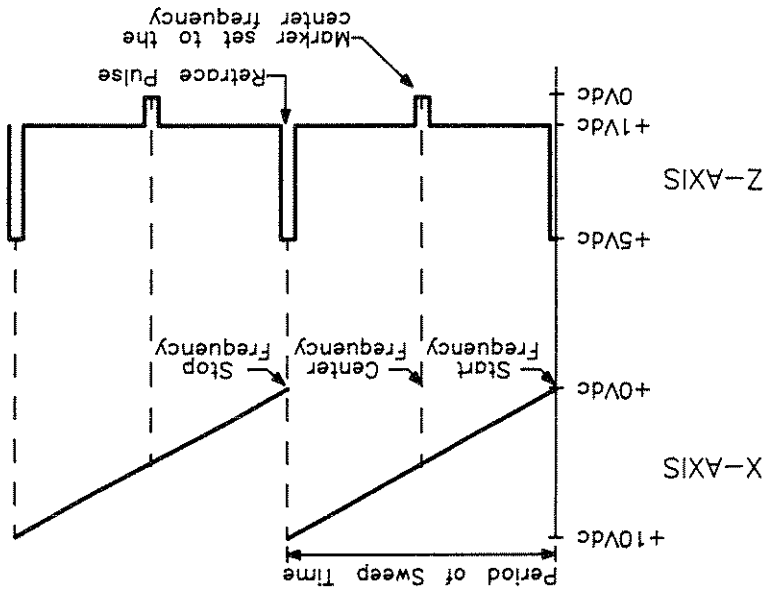 Period of Sweep Time
+10Vdc
X-AXIS
+0Vdc
Start
Frequency
Center
Frequency
Stop
Frequency
+5Vdc
Z-AXIS
+1Vdc
0Vdc
Retrace Pulse
Marker set to the
center frequency